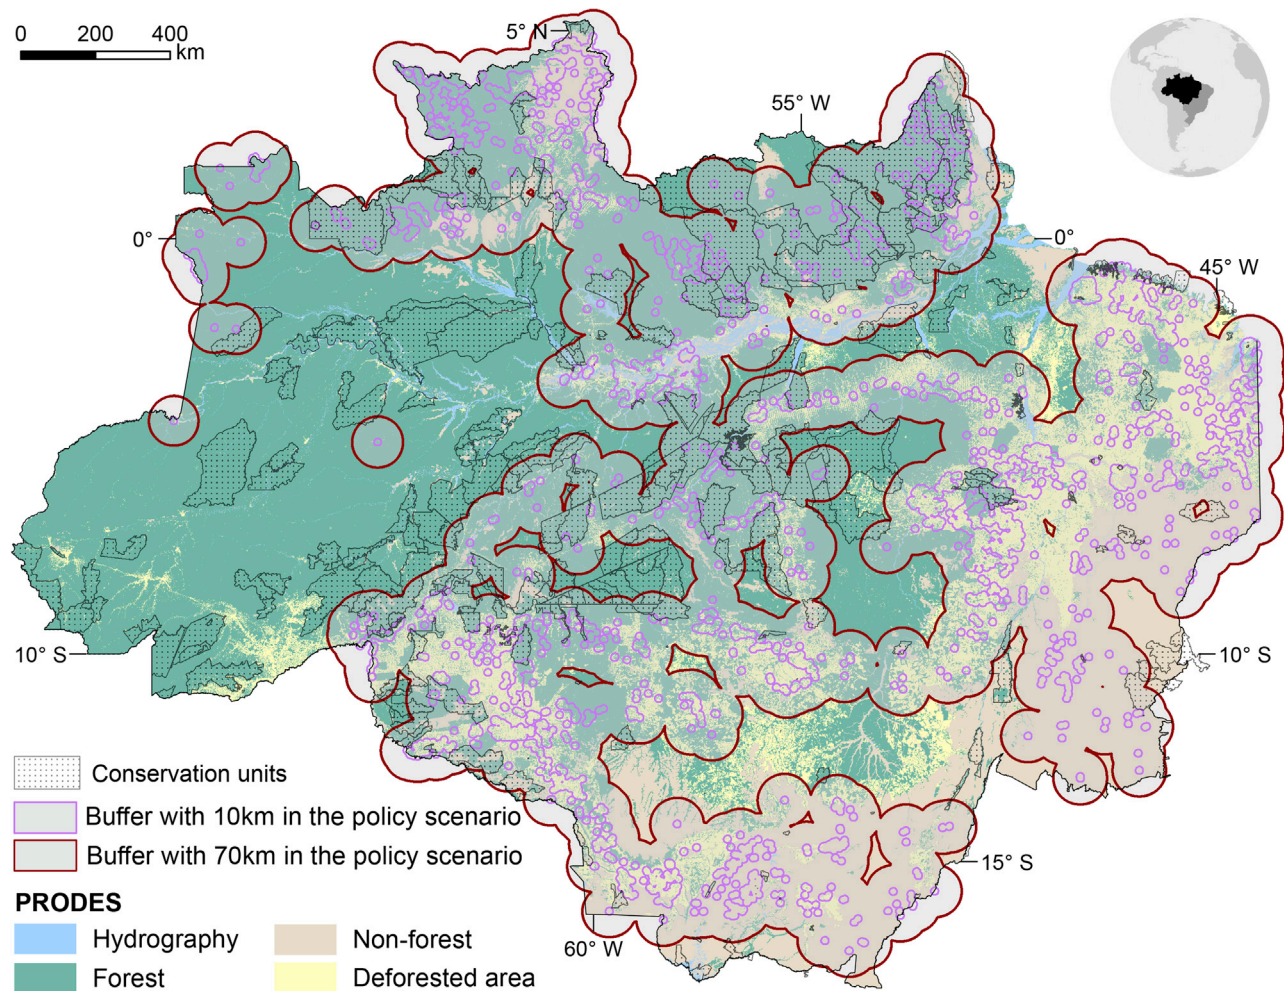 0 200 400
km
5° N
55° W
0°
0°
45° W
10° S
10° S
Conservation units
Buffer with 10km in the policy scenario
Buffer with 70km in the policy scenario
15° S
PRODES
60° W
Hydrography
Non-forest
Forest
Deforested area